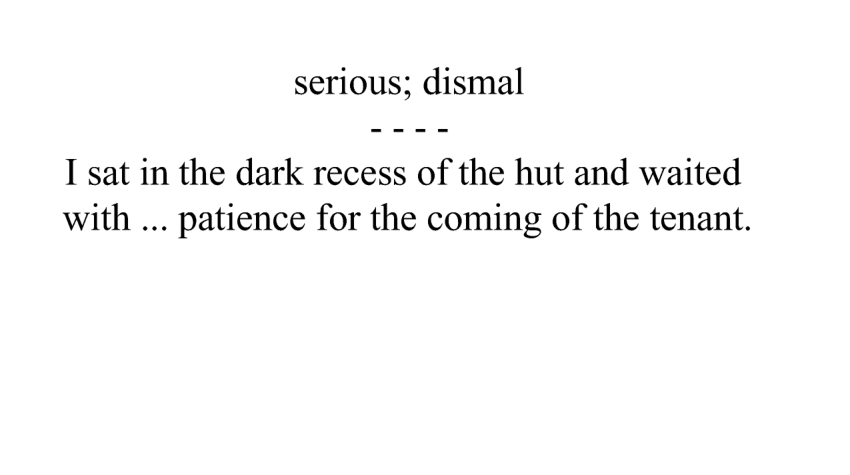 serious; dismal
- - - -
I sat in the dark recess of the hut and waited
with ... patience for the coming of the tenant.